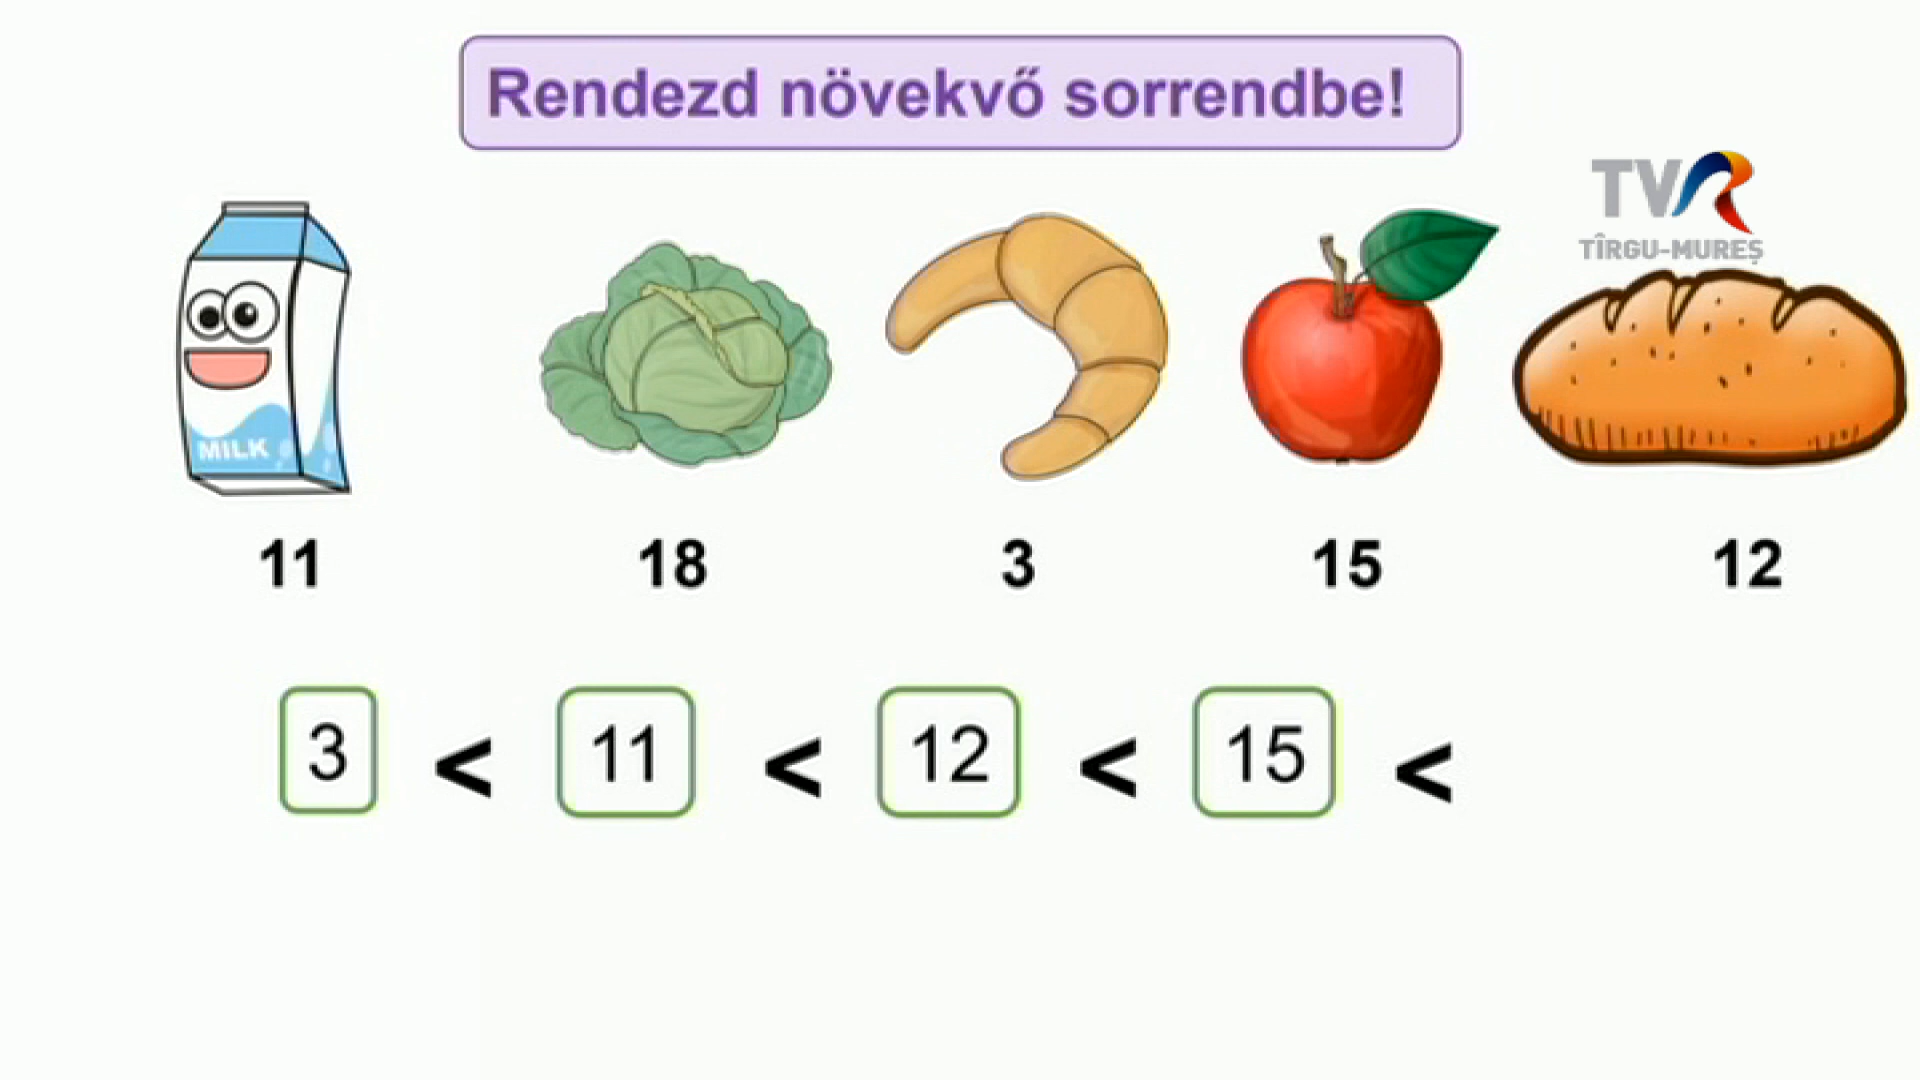 Rendezd növekvő sorrendbe!
TVR
TÎRGU-MUREȘ
MILK
11 18 3 15 12
3 < 11 < 12 < 15 <